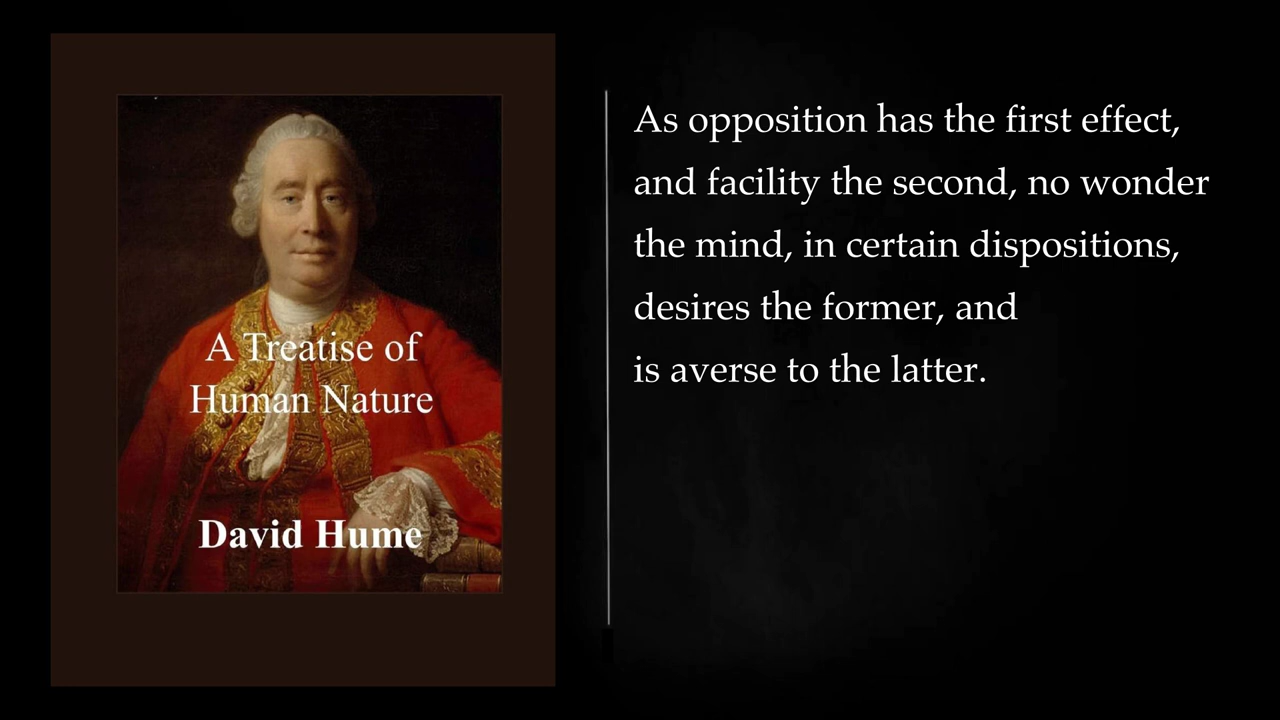 A Treatise of
Human Nature
David Hume
As opposition has the first effect,
and facility the second, no wonder
the mind, in certain dispositions,
desires the former, and
is averse to the latter.